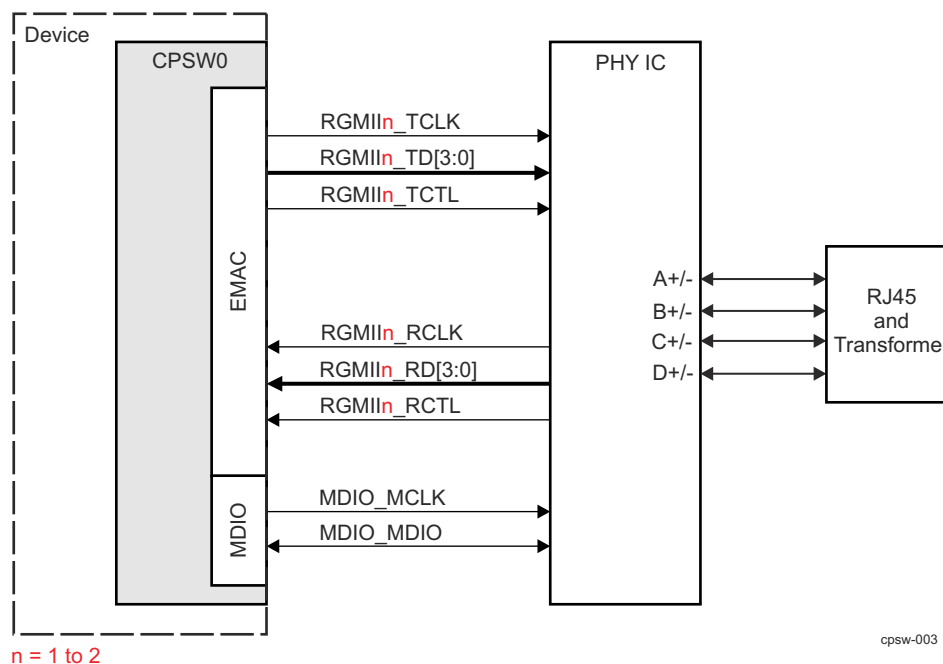 Device
CPSW0
PHY IC
RGMIIn_TCLK
RGMIIn_TD[3:0]
RGMIIn_TCTL
EMAC
A+/-
B+/-
C+/-
D+/-
RJ45
and
Transforme
RGMIIn_RCLK
RGMIIn_RD[3:0]
RGMIIn_RCTL
MDIO
MDIO_MCLK
MDIO_MDIO
cpsw-003
n = 1 to 2